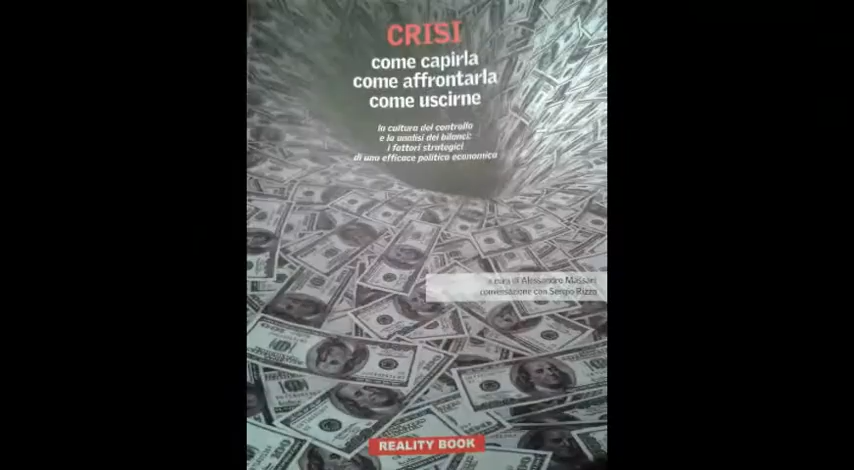 CRISI
come capirla
come affrontarla
come uscirne
la cultura del controllo
e la analisi dei bilanci:
i fattori strategici
di una efficace politica economica
a cura di Alessandro Massari
conversazione con Sergio Rizzo
REALITY BOOK